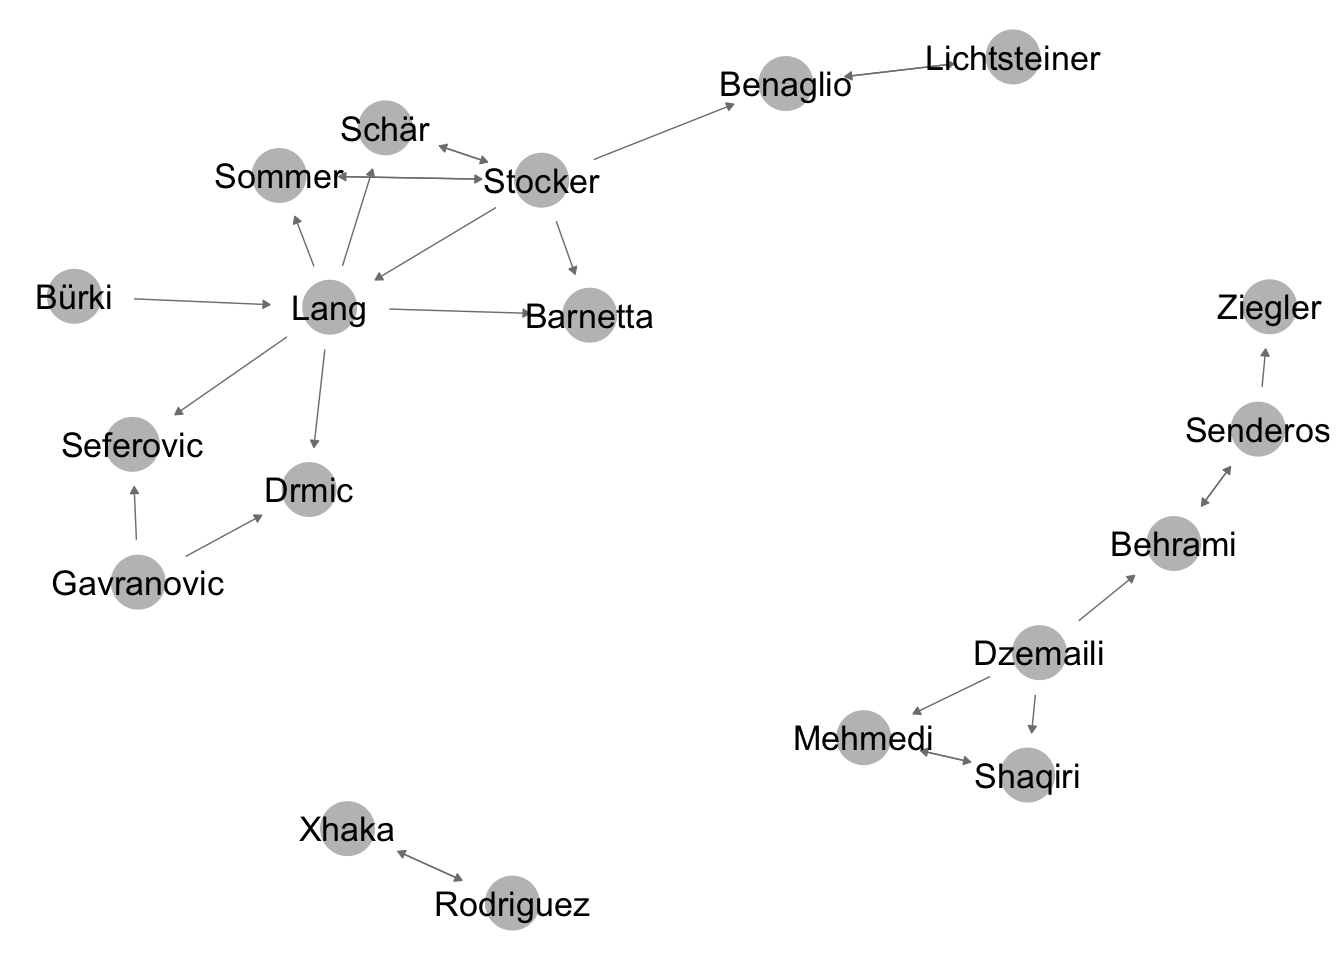 Lichtsteiner
Benaglio
Schär
Sommer
Stocker
Bürki
Lang
Barnetta
Ziegler
Seferovic
Senderos
Drmic
Behrami
Gavranovic
Dzemaili
Mehmedi
Shaqiri
Xhaka
Rodriguez